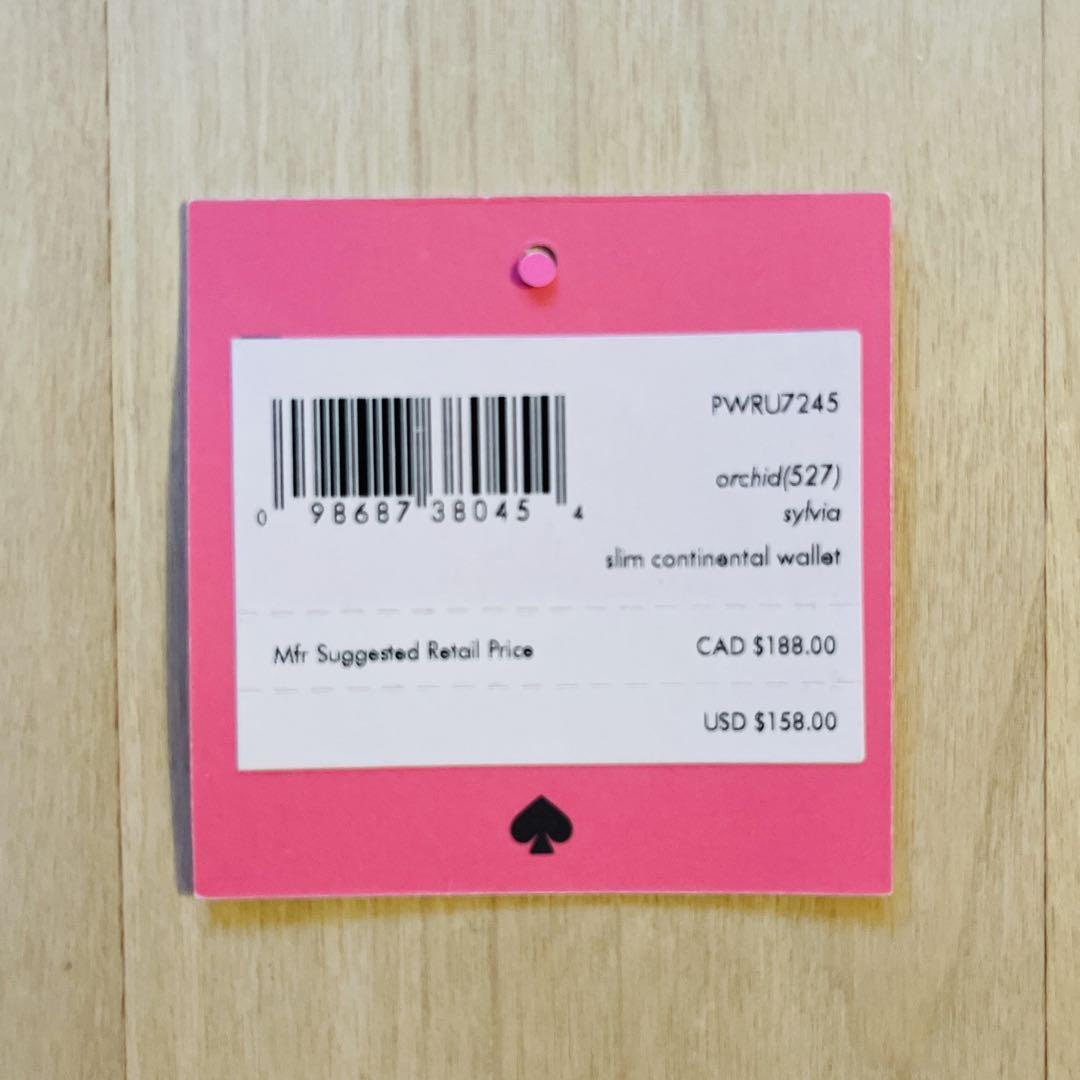 PWRU7245
orchid(527)
sylvia
slim continental wallet
0 98687 38045 4
Mfr Suggested Retail Price CAD $188.00
USD $158.00